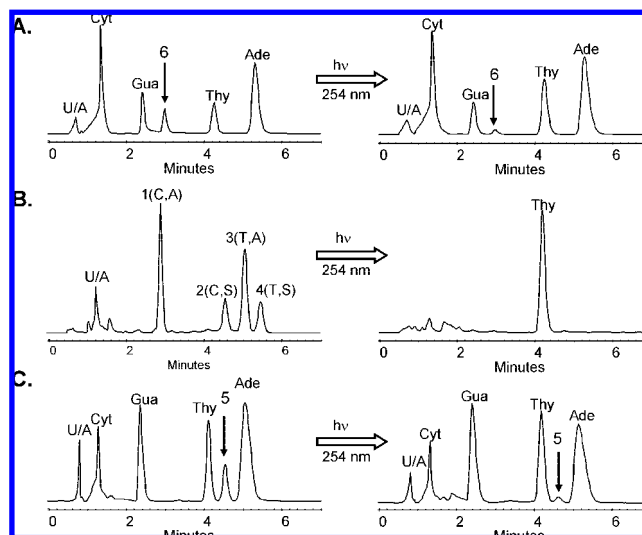 A.
Cyt
6
Gua
U/A
Thy
Ade
0 2 4 6
Minutes
hν
254 nm
Cyt
6
Gua
U/A
Thy
Ade
0 2 4 6
Minutes
B.
1(C,A)
3(T,A)
U/A
2(C,S)
4(T,S)
0 2 4 6
Minutes
hν
254 nm
Thy
0 2 4 6
Minutes
C.
Gua
5
Thy
Ade
U/A
Cyt
0 2 4 6
Minutes
hν
254 nm
Gua
Thy
5
Ade
Cyt
U/A
0 2 4 6
Minutes